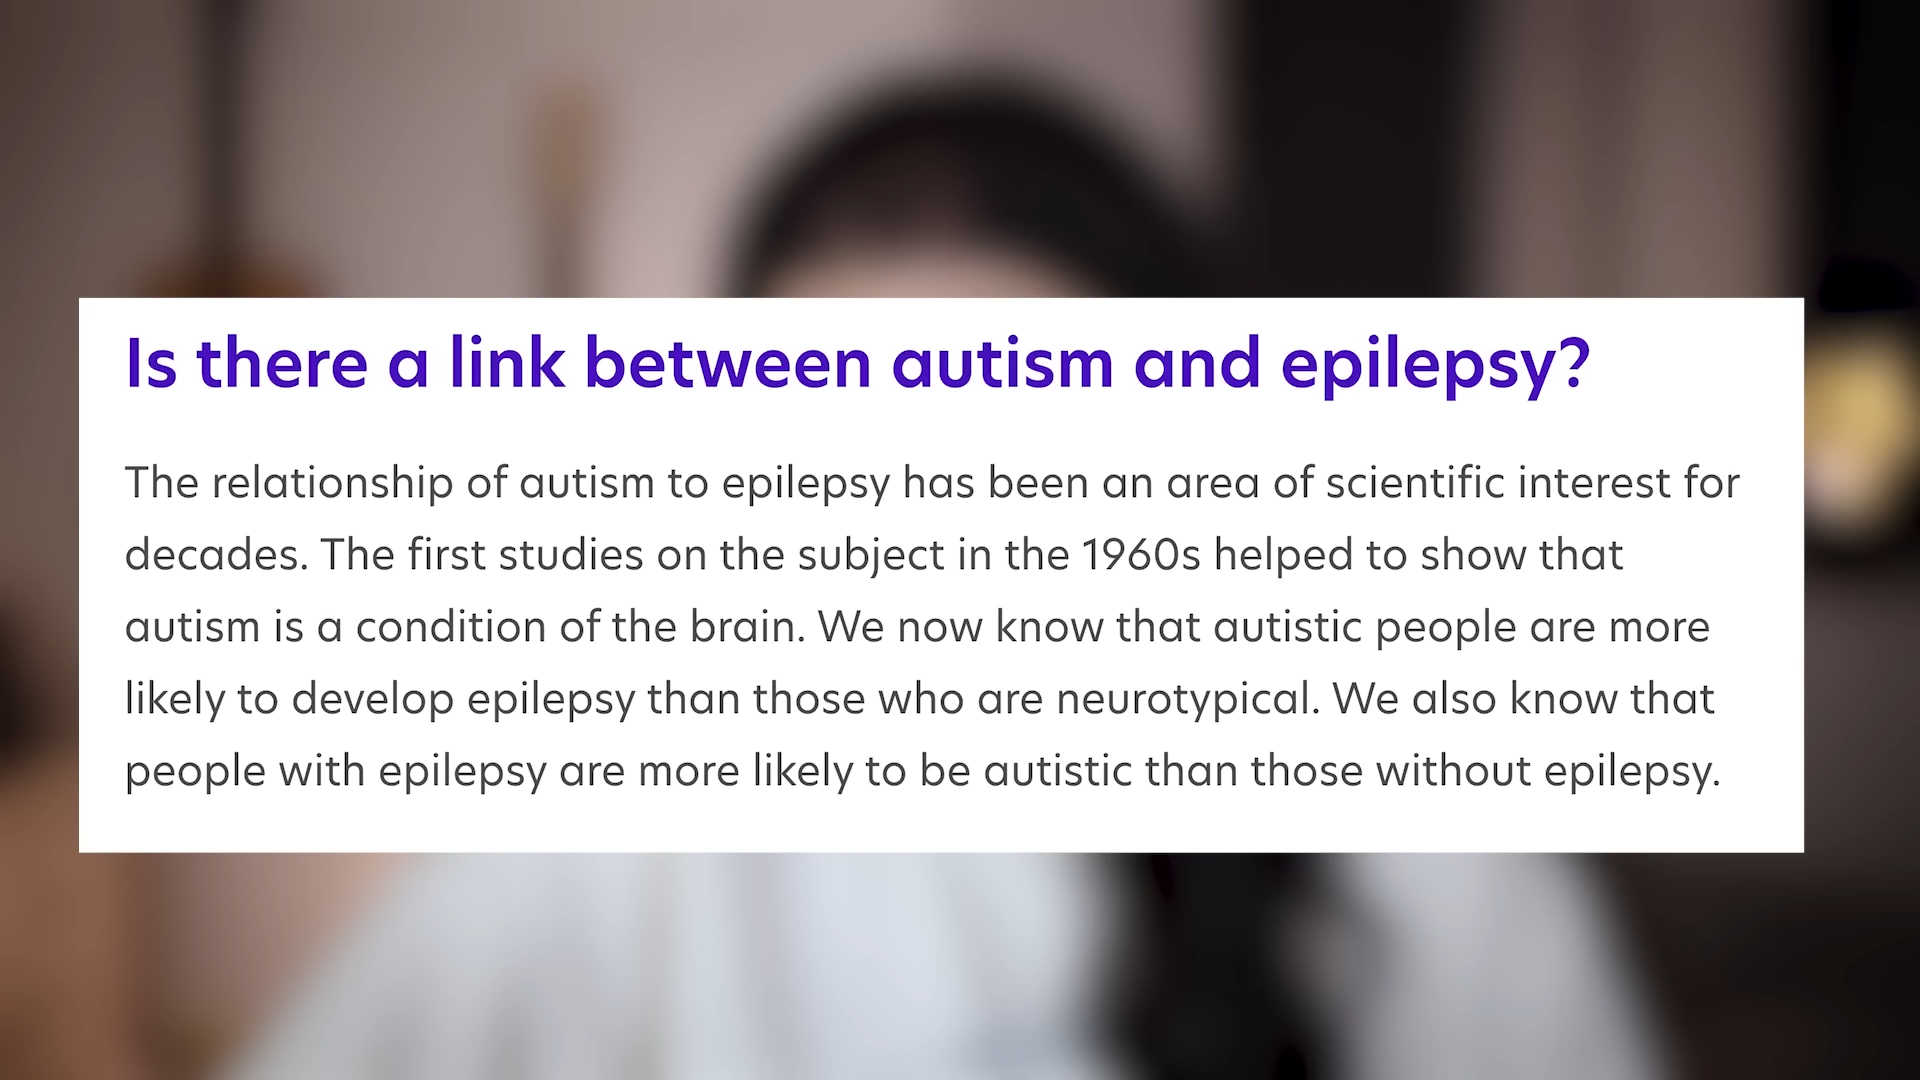 Is there a link between autism and epilepsy?
The relationship of autism to epilepsy has been an area of scientific interest for
decades. The first studies on the subject in the 1960s helped to show that
autism is a condition of the brain. We now know that autistic people are more
likely to develop epilepsy than those who are neurotypical. We also know that
people with epilepsy are more likely to be autistic than those without epilepsy.